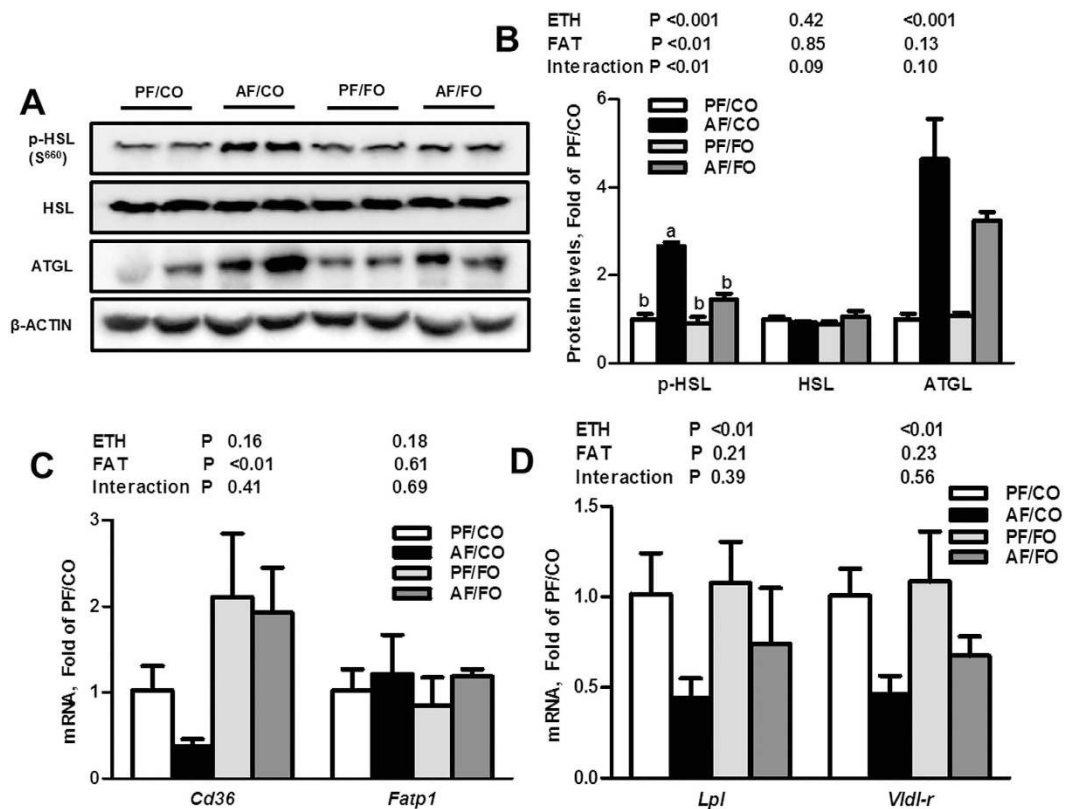 A
PF/CO AF/CO PF/FO AF/FO
p-HSL
(S⁶⁶⁰)
HSL
ATGL
β-ACTIN
B
ETH P <0.001 0.42 <0.001
FAT P <0.01 0.85 0.13
Interaction P <0.01 0.09 0.10
Protein levels, Fold of PF/CO
6
4
2
0
PF/CO
AF/CO
PF/FO
AF/FO
b a b b
p-HSL HSL ATGL
C
ETH P 0.16 0.18
FAT P <0.01 0.61
Interaction P 0.41 0.69
mRNA, Fold of PF/CO
3
2
1
0
PF/CO
AF/CO
PF/FO
AF/FO
Cd36 Fatp1
D
ETH P <0.01 <0.01
FAT P 0.21 0.23
Interaction P 0.39 0.56
mRNA, Fold of PF/CO
1.5
1.0
0.5
0.0
PF/CO
AF/CO
PF/FO
AF/FO
Lpl Vldl-r